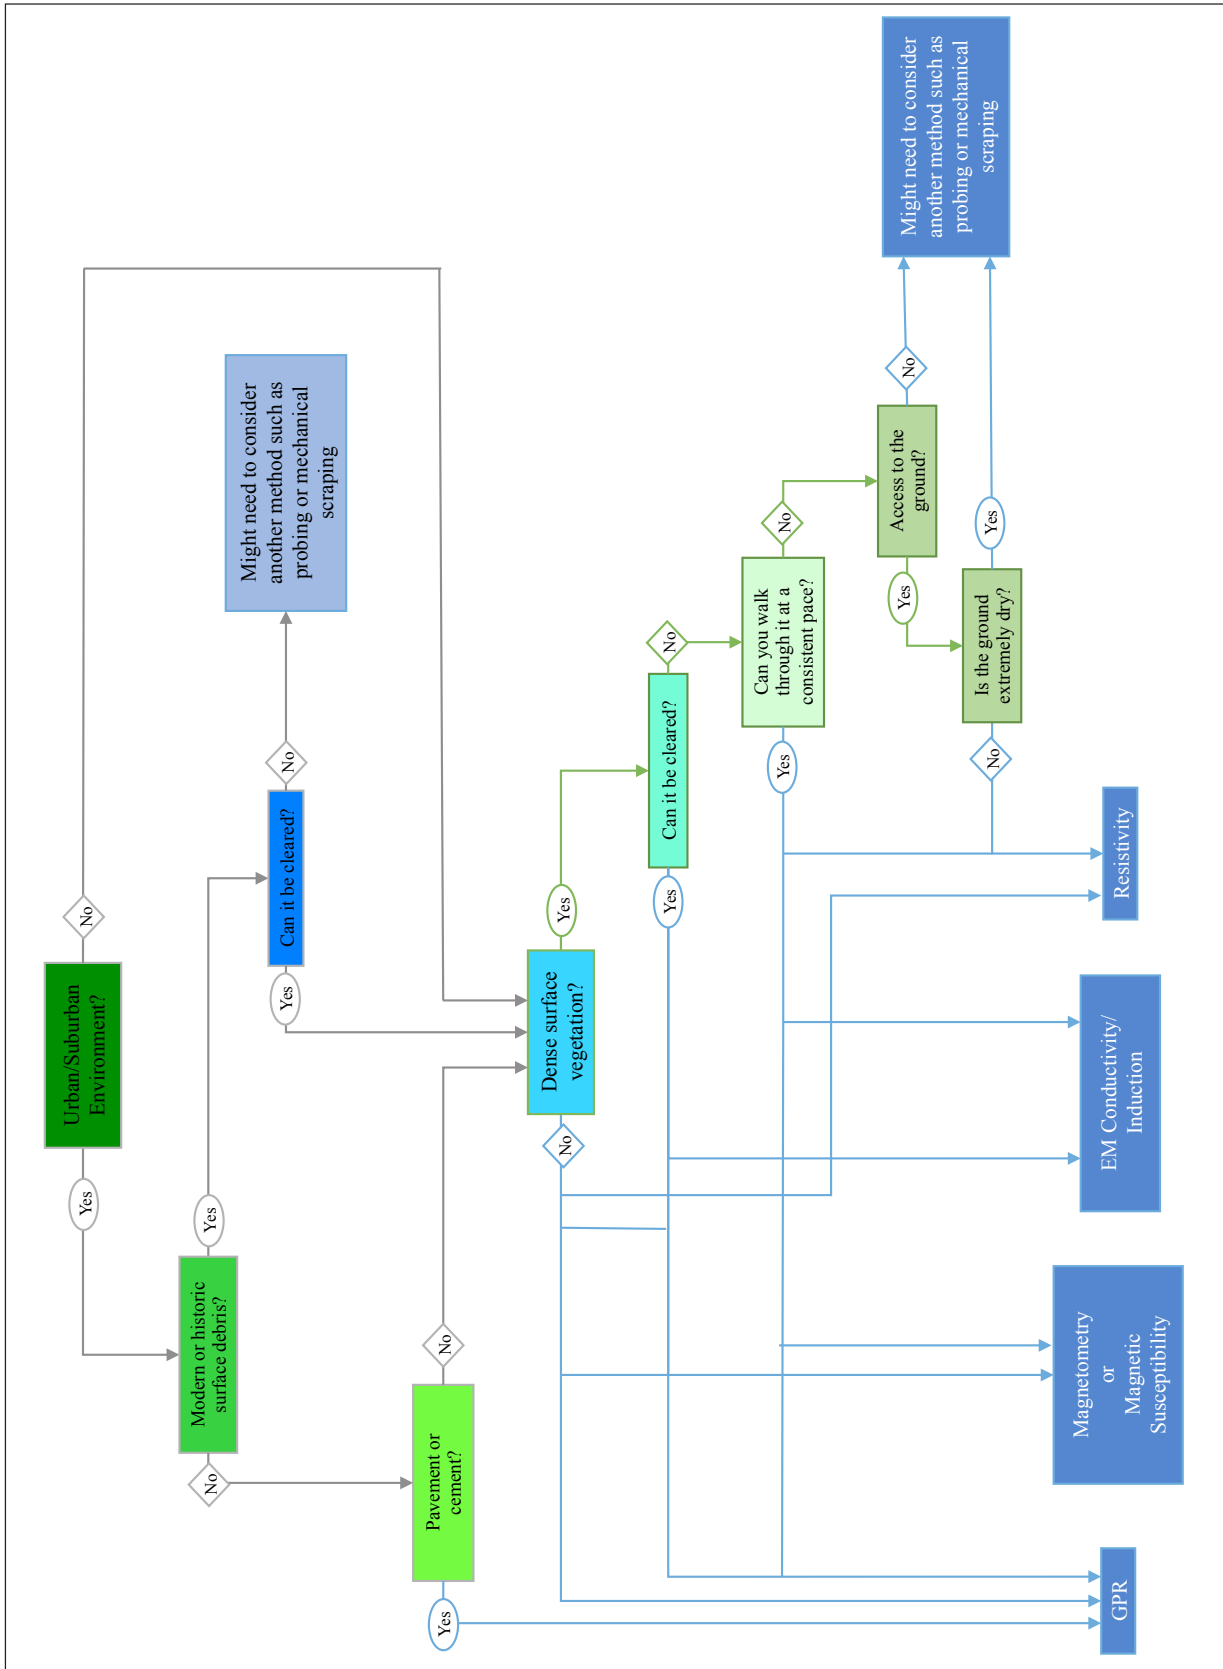 Urban/Suburban
Environment?
Yes
No
Modern or historic
surface debris?
No
Yes
Can it be cleared?
Yes
No
Might need to consider
another method such as
probing or mechanical
scraping
Pavement or
cement?
Yes
No
Dense surface
vegetation?
No
Yes
Can it be cleared?
Yes
No
Can you walk
through it at a
consistent pace?
Yes
No
Access to the
ground?
Yes
No
Is the ground
extremely dry?
No
Yes
Might need to consider
another method such as
probing or mechanical
scraping
GPR
Magnetometry
or
Magnetic
Susceptibility
EM Conductivity/
Induction
Resistivity